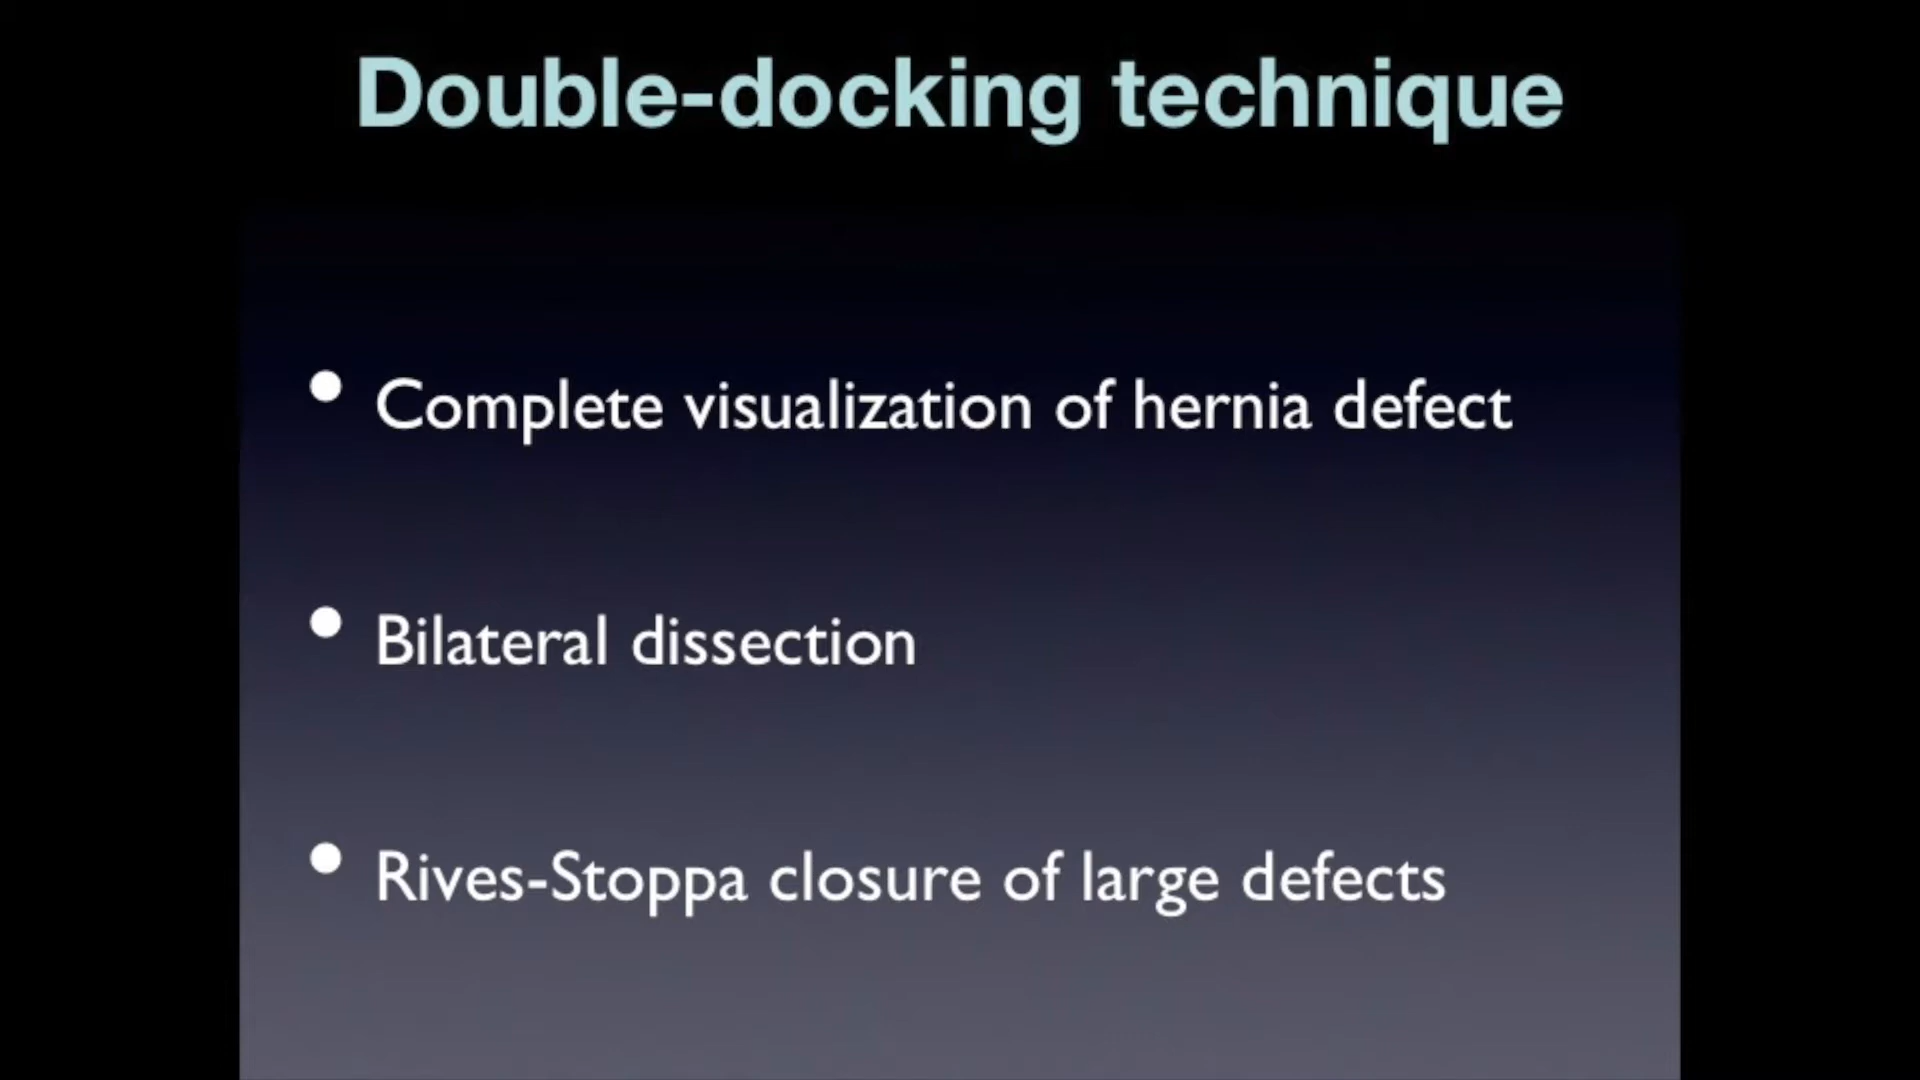 Double-docking technique
• Complete visualization of hernia defect
• Bilateral dissection
• Rives-Stoppa closure of large defects